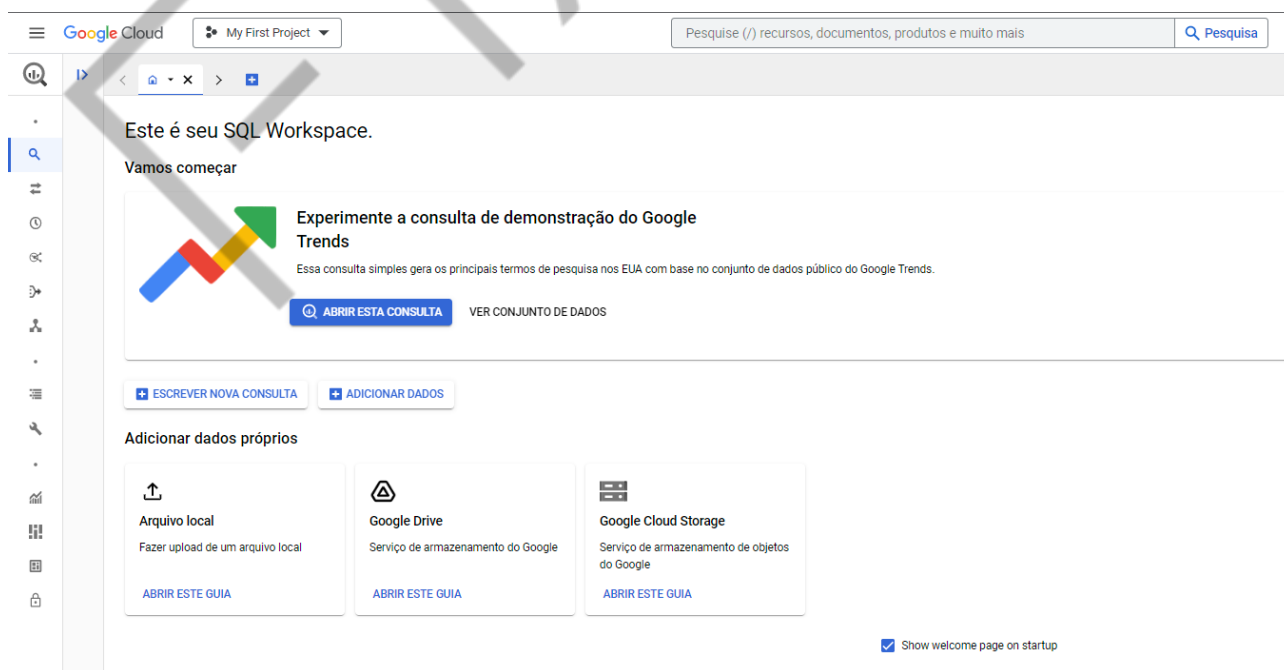 Google Cloud
My First Project
Pesquise (/) recursos, documentos, produtos e muito mais
Pesquisa
Este é seu SQL Workspace.
Vamos começar
Experimente a consulta de demonstração do Google
Trends
Essa consulta simples gera os principais termos de pesquisa nos EUA com base no conjunto de dados público do Google Trends.
ABRIR ESTA CONSULTA
VER CONJUNTO DE DADOS
ESCREVER NOVA CONSULTA
ADICIONAR DADOS
Adicionar dados próprios
Arquivo local
Fazer upload de um arquivo local
ABRIR ESTE GUIA
Google Drive
Serviço de armazenamento do Google
ABRIR ESTE GUIA
Google Cloud Storage
Serviço de armazenamento de objetos
do Google
ABRIR ESTE GUIA
Show welcome page on startup